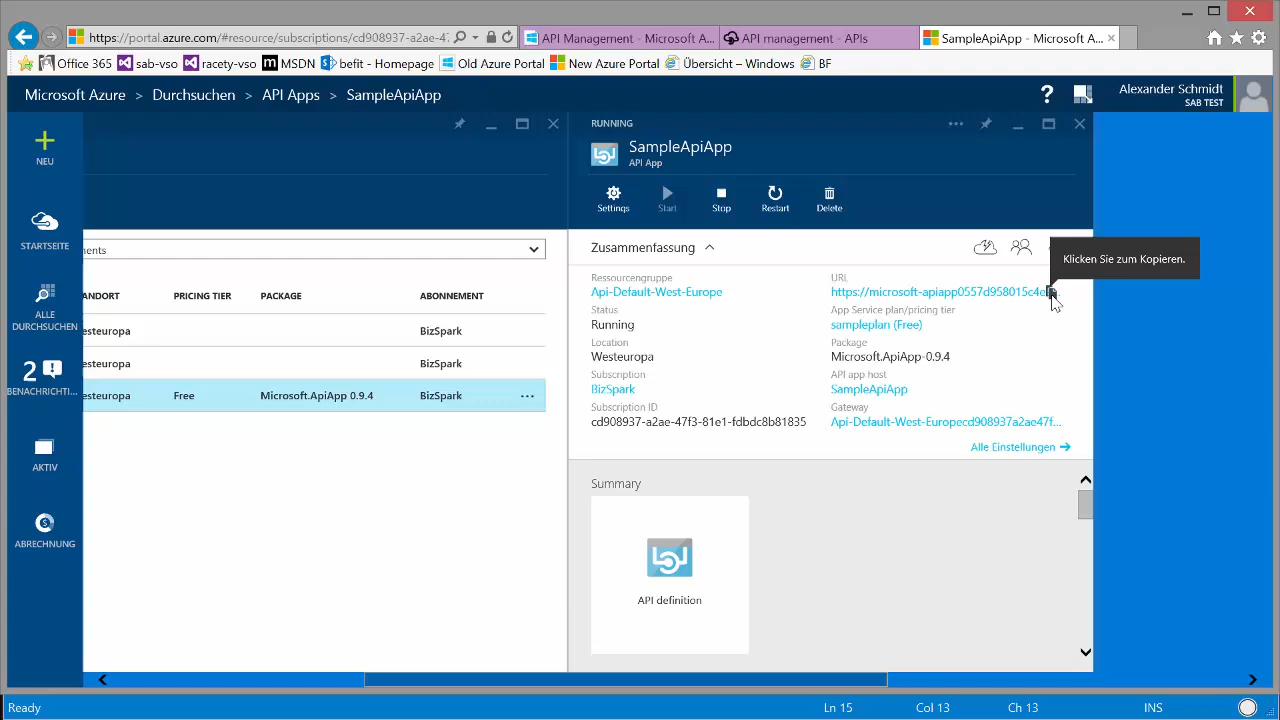 https://portal.azure.com/#resource/subscriptions/cd908937-a2ae-47
API Management - Microsoft A...
API management - APIs
SampleApiApp - Microsoft A...
Office 365
sab-vso
racety-vso
MSDN
befit - Homepage
Old Azure Portal
New Azure Portal
Übersicht – Windows
BF
Microsoft Azure > Durchsuchen > API Apps > SampleApiApp
?
Alexander Schmidt
SAB TEST
NEU
STARTSEITE
ALLE
DURCHSUCHEN
2
BENACHRICHTI...
AKTIV
ABRECHNUNG
ents
ANDORT PRICING TIER PACKAGE ABONNEMENT
esteuropa BizSpark
esteuropa BizSpark
esteuropa Free Microsoft.ApiApp 0.9.4 BizSpark ...
RUNNING
SampleApiApp
API App
Settings Start Stop Restart Delete
Zusammenfassung
Klicken Sie zum Kopieren.
Ressourcengruppe
Api-Default-West-Europe
Status
Running
Location
Westeuropa
Subscription
BizSpark
Subscription ID
cd908937-a2ae-47f3-81e1-fdbdc8b81835
URL
https://microsoft-apiapp0557d958015c4e
App Service plan/pricing tier
sampleplan (Free)
Package
Microsoft.ApiApp-0.9.4
API app host
SampleApiApp
Gateway
Api-Default-West-Europecd908937a2ae47f...
Alle Einstellungen
Summary
API definition
Ready Ln 15 Col 13 Ch 13 INS